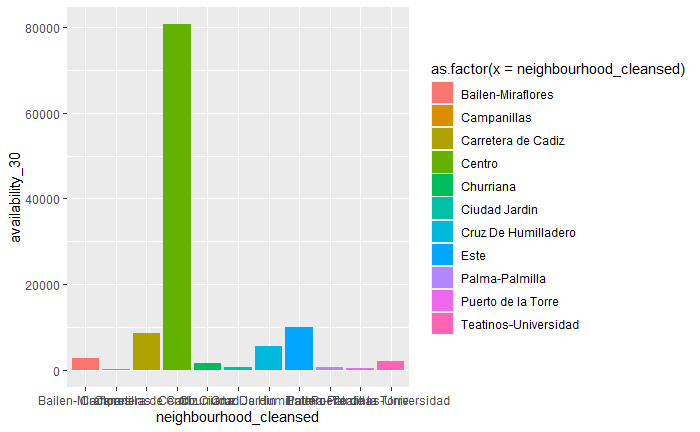 80000
60000
40000
20000
0
availability_30
neighbourhood_cleansed
as.factor(x = neighbourhood_cleansed)
Bailen-Miraflores
Campanillas
Carretera de Cadiz
Centro
Churriana
Ciudad Jardin
Cruz De Humilladero
Este
Palma-Palmilla
Puerto de la Torre
Teatinos-Universidad